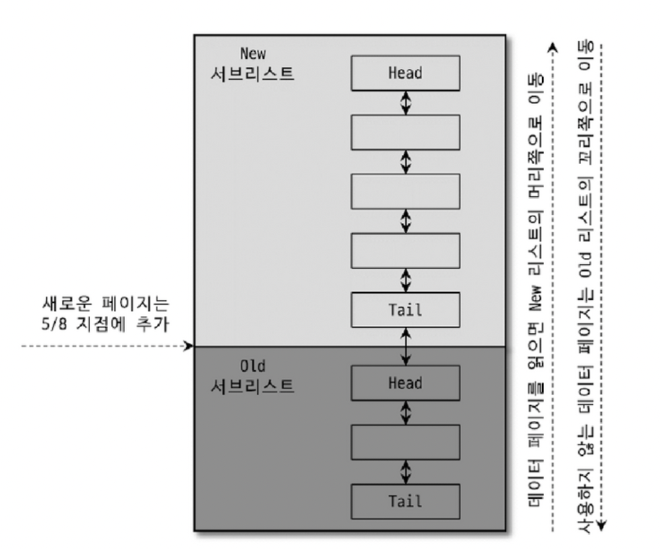 New
서브리스트
Head
Tail
새로운 페이지는
5/8 지점에 추가
Old
서브리스트
Head
Tail
데이터 페이지를 읽으면 New 리스트의 머리쪽으로 이동
사용하지 않는 데이터 페이지는 Old 리스트의 꼬리쪽으로 이동